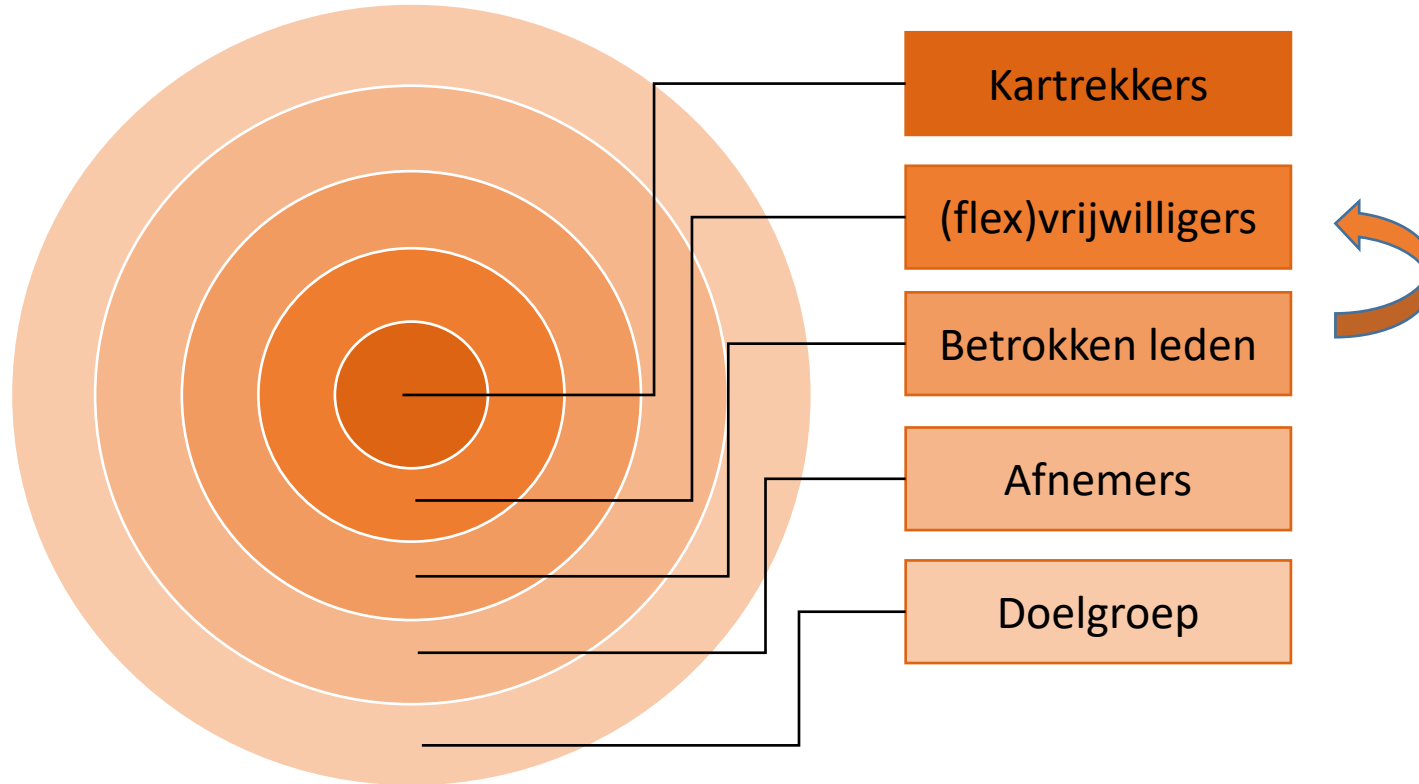 Kartrekkers
(flex)vrijwilligers
Betrokken leden
Afnemers
Doelgroep